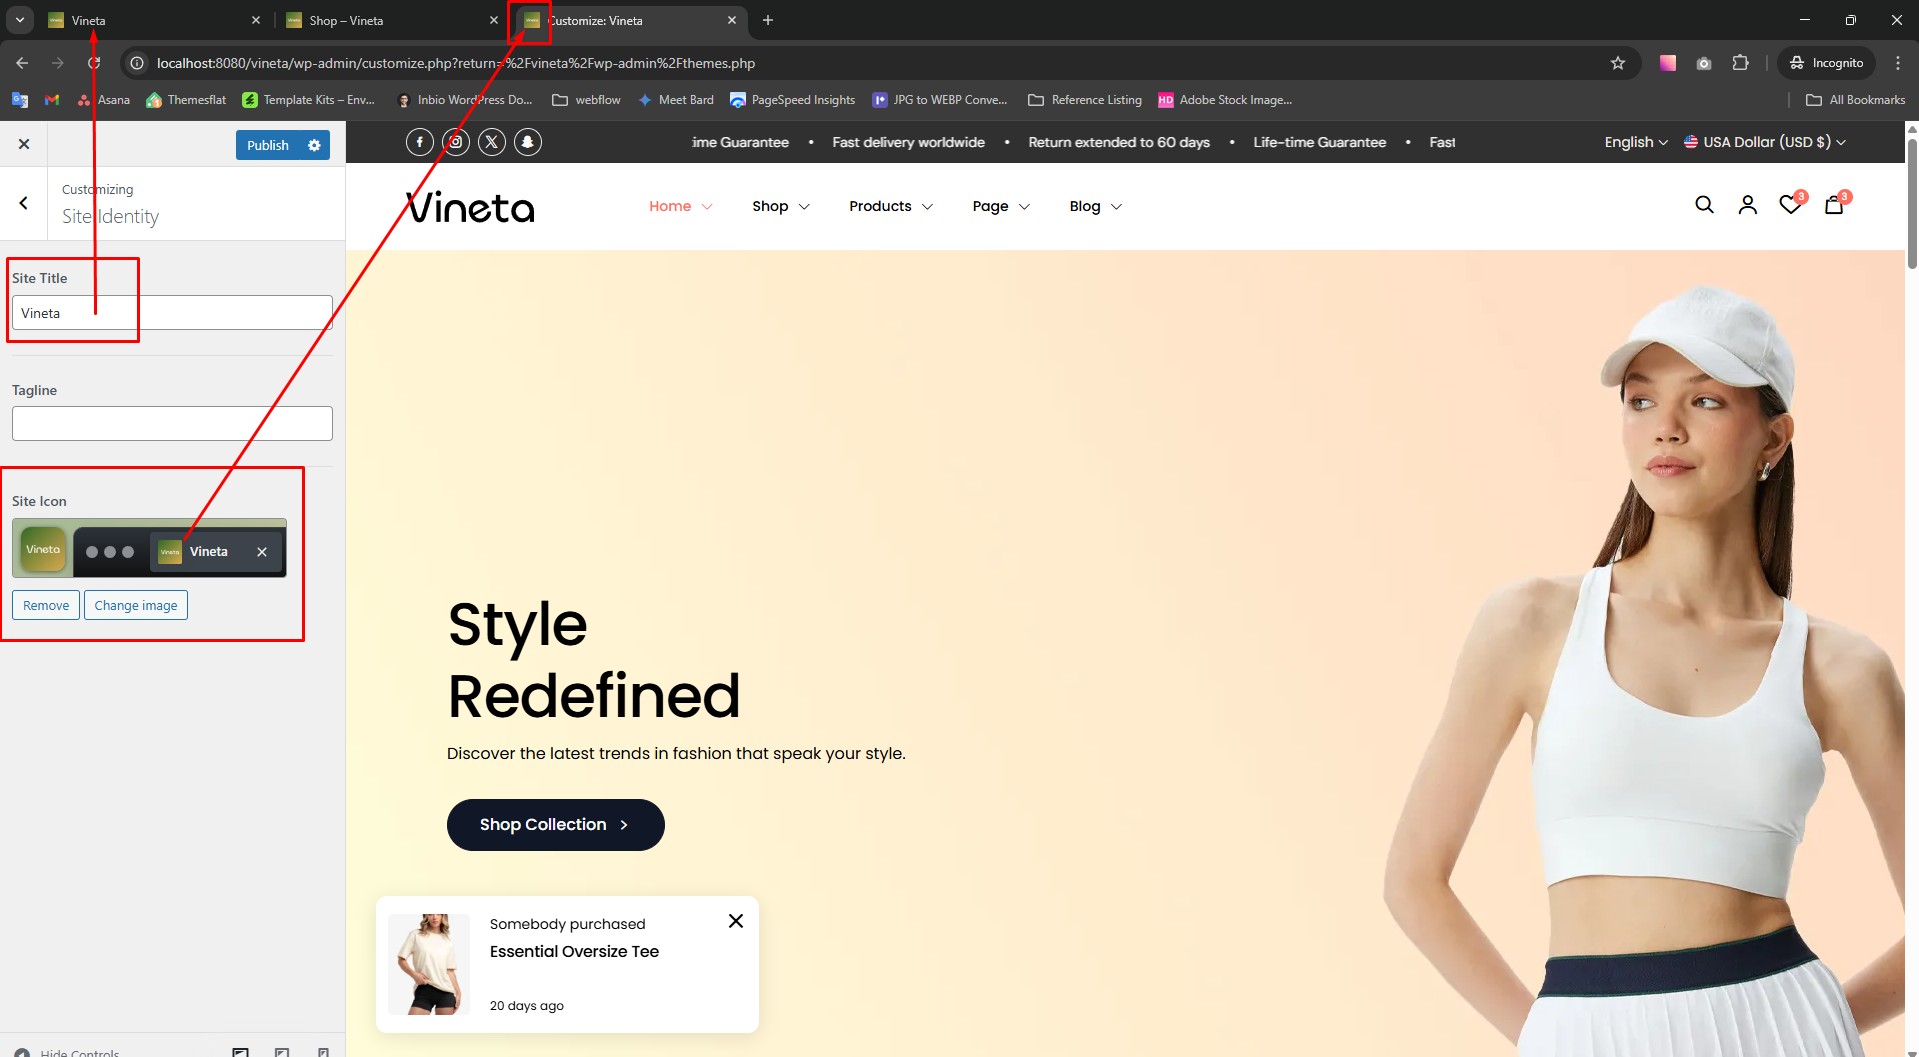 Vineta
Shop – Vineta
Customize: Vineta
localhost:8080/vineta/wp-admin/customize.php?return=%2Fvineta%2Fwp-admin%2Fthemes.php
Incognito
Asana
Themesflat
Template Kits – Env...
Inbio WordPress Do...
webflow
Meet Bard
PageSpeed Insights
JPG to WEBP Conve...
Reference Listing
HD Adobe Stock Image...
All Bookmarks
Publish
Customizing
Site Identity
Site Title
Vineta
Tagline
Site Icon
Vineta
Vineta
Vineta
Remove
Change image
Hide Controls
ime Guarantee • Fast delivery worldwide • Return extended to 60 days • Life-time Guarantee • Fast
English
USA Dollar (USD $)
Vineta
Home
Shop
Products
Page
Blog
3
3
Style
Redefined
Discover the latest trends in fashion that speak your style.
Shop Collection
Somebody purchased
Essential Oversize Tee
20 days ago